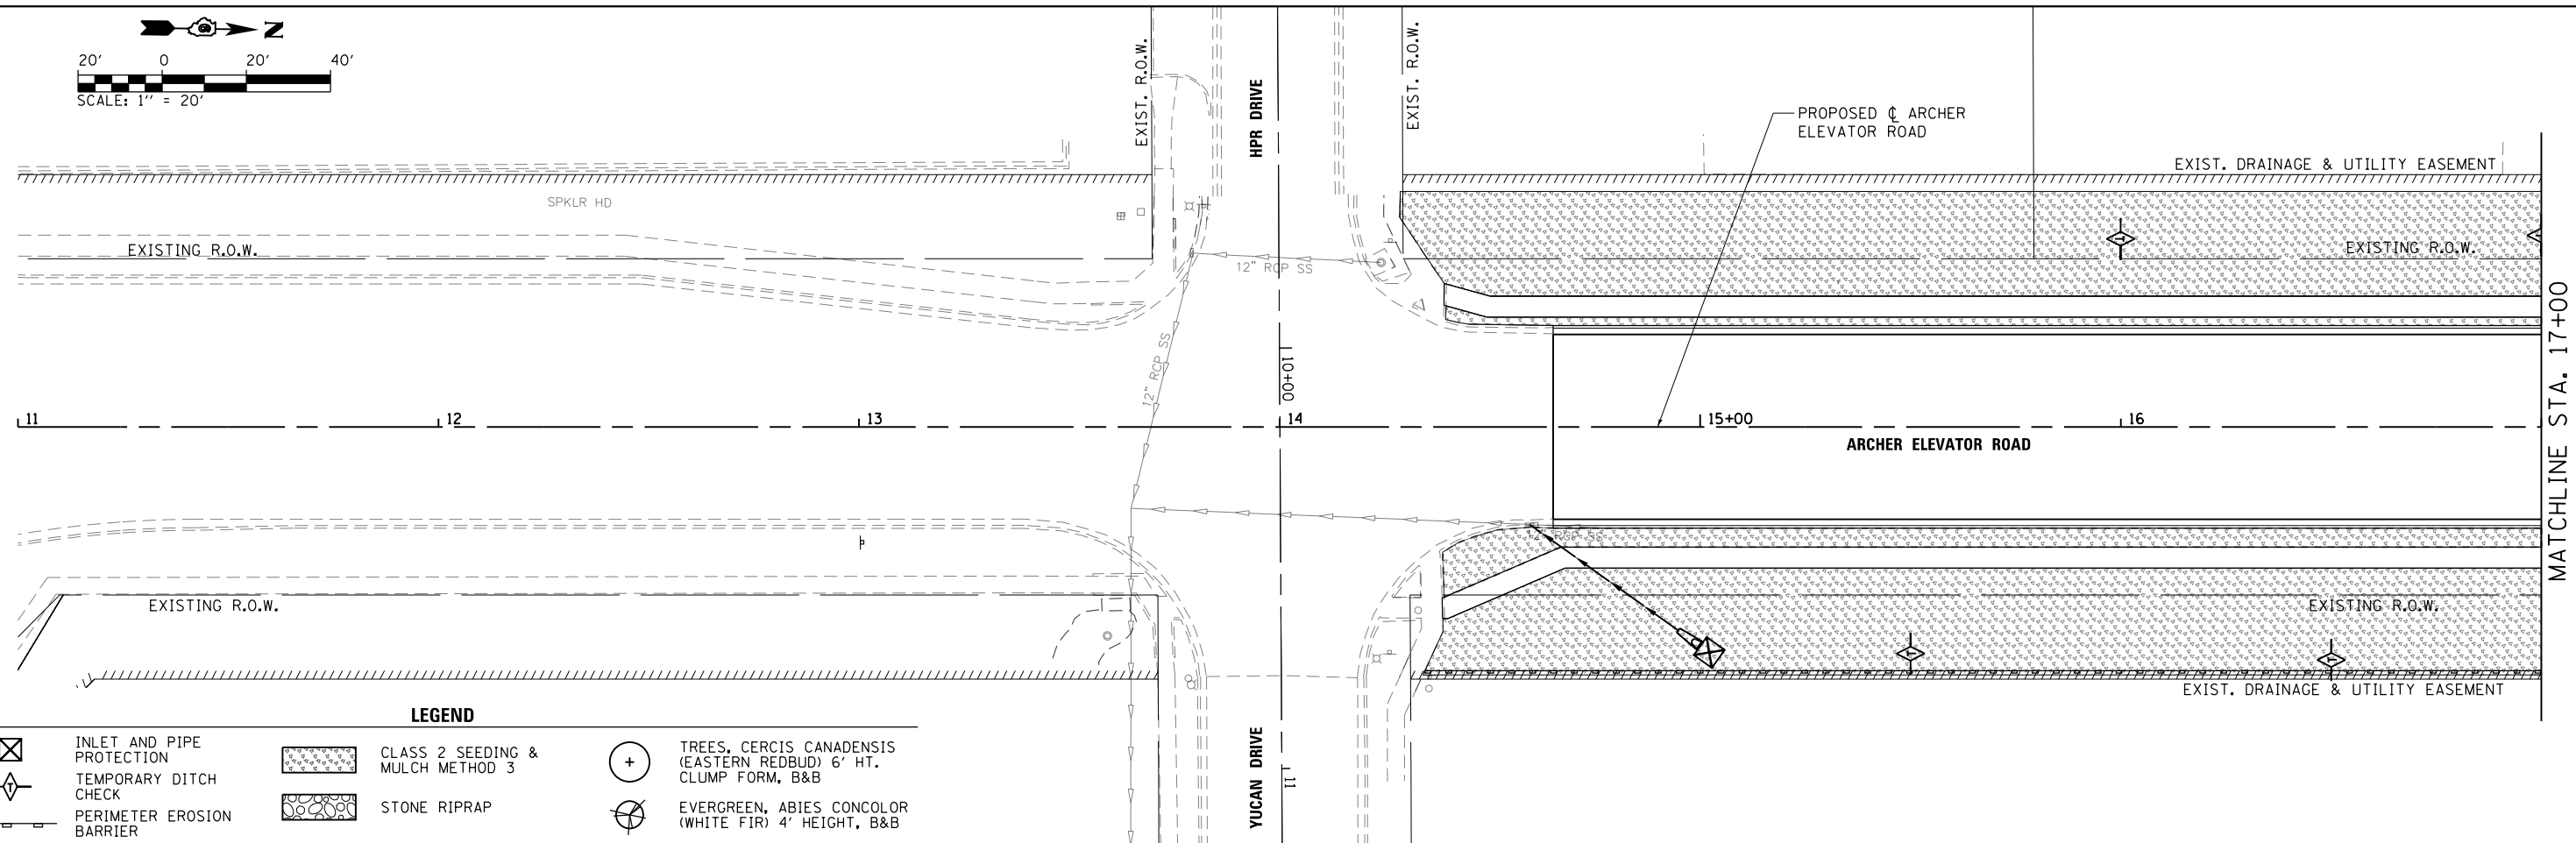 N
20' 0 20' 40'
SCALE: 1" = 20'
EXIST. R.O.W.
HPR DRIVE
EXIST. R.O.W.
PROPOSED ℄ ARCHER
ELEVATOR ROAD
EXIST. DRAINAGE & UTILITY EASEMENT
SPKLR HD
EXISTING R.O.W.
12" RCP SS
EXISTING R.O.W.
12" RCP SS
10+00
11 12 13 14 15+00 16
ARCHER ELEVATOR ROAD
MATCHLINE STA. 17+00
12" RCP SS
EXISTING R.O.W.
EXISTING R.O.W.
T
T
T
EXIST. DRAINAGE & UTILITY EASEMENT
YUCAN DRIVE
11
LEGEND
INLET AND PIPE
PROTECTION
T
TEMPORARY DITCH
CHECK
PERIMETER EROSION
BARRIER
CLASS 2 SEEDING &
MULCH METHOD 3
STONE RIPRAP
TREES, CERCIS CANADENSIS
(EASTERN REDBUD) 6' HT.
CLUMP FORM, B&B
EVERGREEN, ABIES CONCOLOR
(WHITE FIR) 4' HEIGHT, B&B